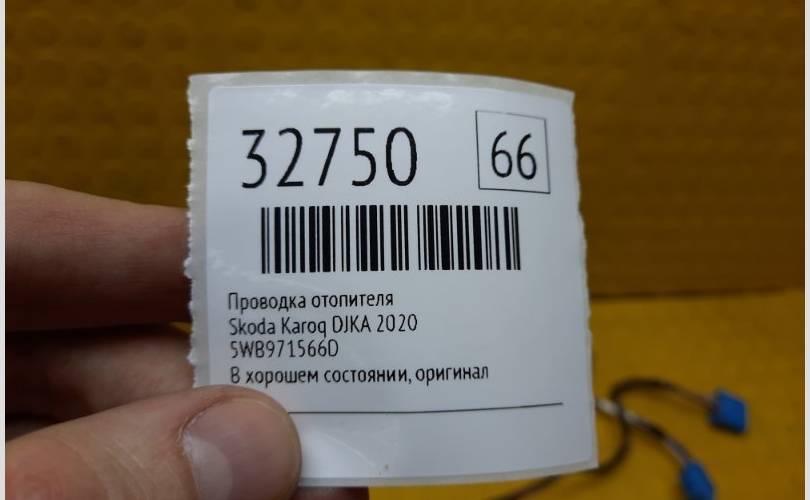 32750
66
Проводка отопителя
Skoda Karoq DJKA 2020
5WB971566D
В хорошем состоянии, оригинал